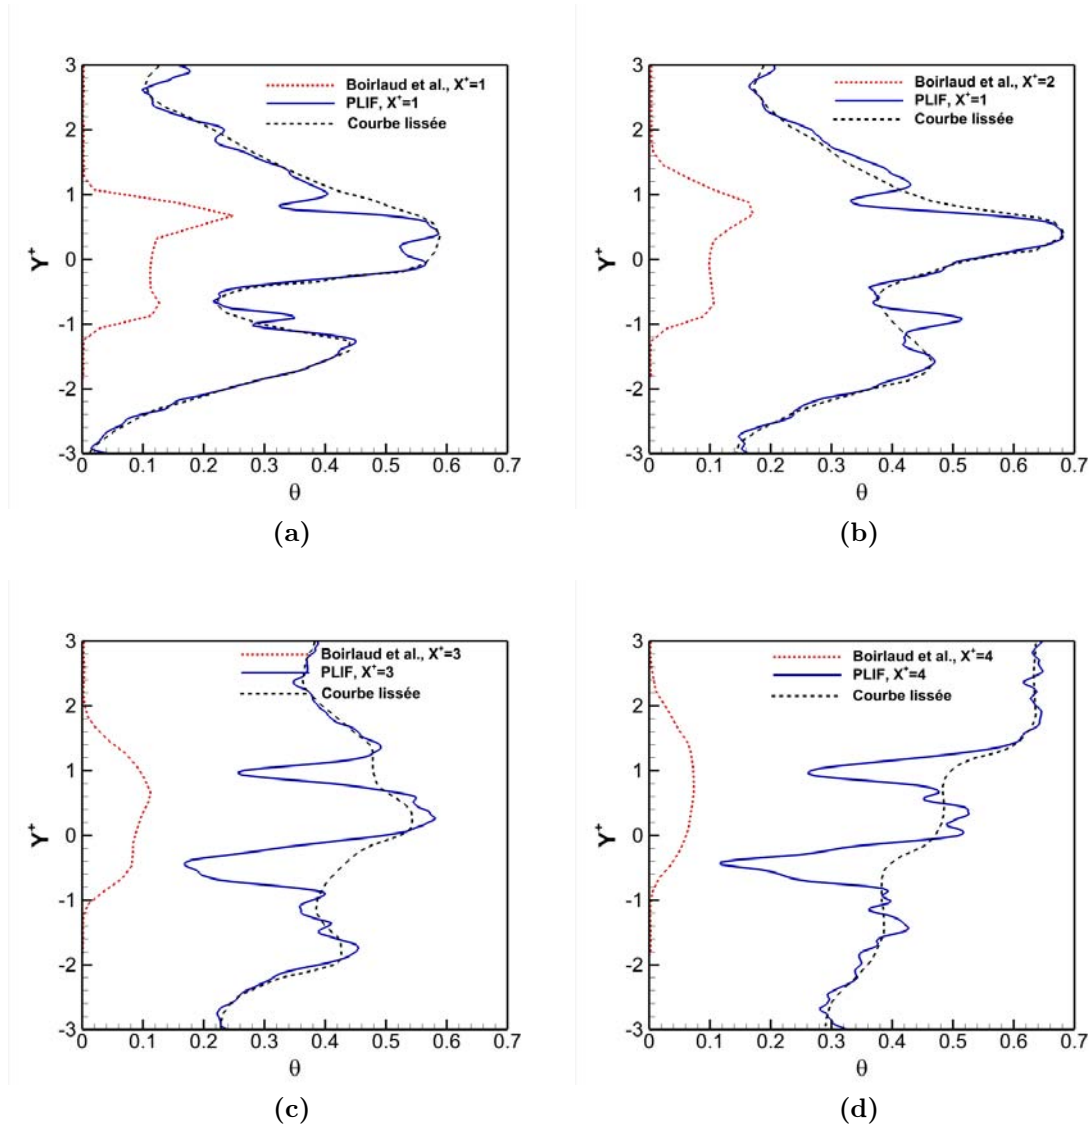 Boirlaud et al., X⁺=1
PLIF, X⁺=1
Courbe lissée
Y⁺
3
2
1
0
-1
-2
-3
0 0.1 0.2 0.3 0.4 0.5 0.6 0.7
θ
(a)
Boirlaud et al., X⁺=2
PLIF, X⁺=1
Courbe lissée
Y⁺
3
2
1
0
-1
-2
-3
0 0.1 0.2 0.3 0.4 0.5 0.6 0.7
θ
(b)
Boirlaud et al., X⁺=3
PLIF, X⁺=3
Courbe lissée
Y⁺
3
2
1
0
-1
-2
-3
0 0.1 0.2 0.3 0.4 0.5 0.6 0.7
θ
(c)
Boirlaud et al., X⁺=4
PLIF, X⁺=4
Courbe lissée
Y⁺
3
2
1
0
-1
-2
-3
0 0.1 0.2 0.3 0.4 0.5 0.6 0.7
θ
(d)